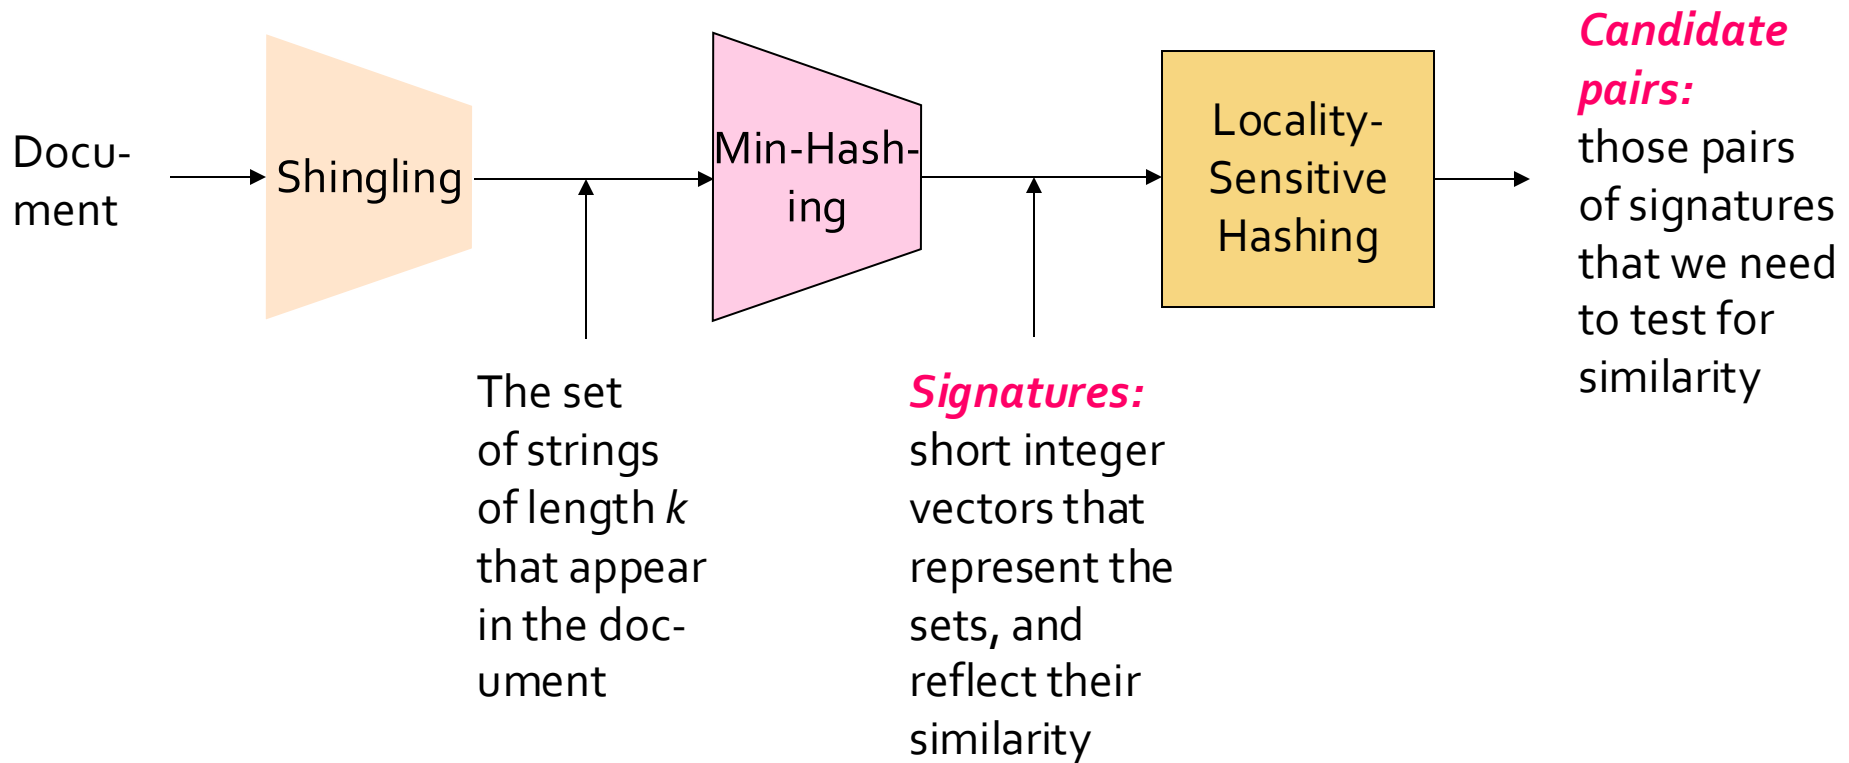 Docu-
ment
Shingling
The set
of strings
of length k
that appear
in the doc-
ument
Min-Hash-
ing
Signatures:
short integer
vectors that
represent the
sets, and
reflect their
similarity
Locality-
Sensitive
Hashing
Candidate
pairs:
those pairs
of signatures
that we need
to test for
similarity